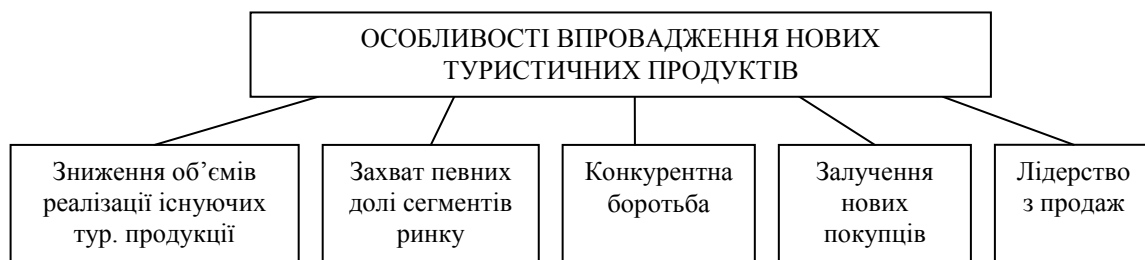 ОСОБЛИВОСТІ ВПРОВАДЖЕННЯ НОВИХ
ТУРИСТИЧНИХ ПРОДУКТІВ
Зниження об’ємів
реалізації існуючих
тур. продукції
Захват певних
долі сегментів
ринку
Конкурентна
боротьба
Залучення
нових
покупців
Лідерство
з продаж